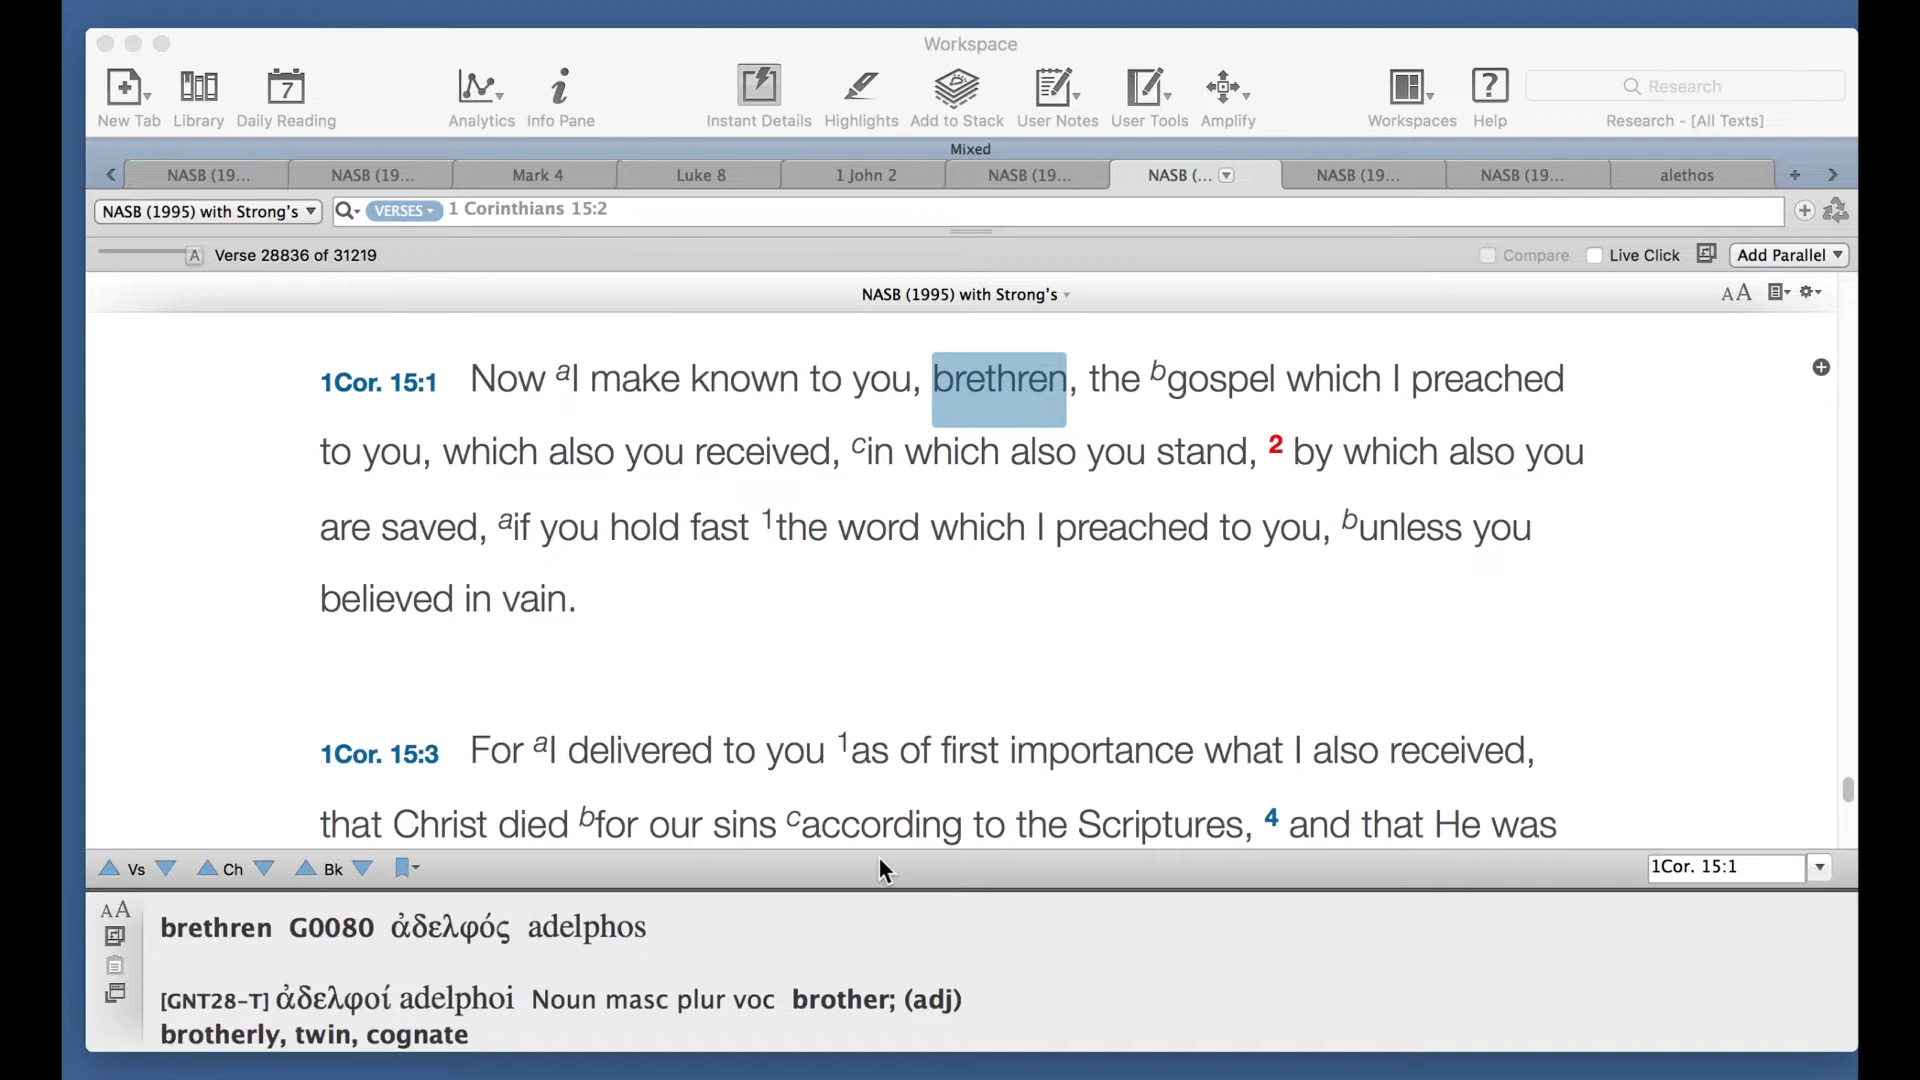 Workspace
New Tab Library Daily Reading Analytics Info Pane Instant Details Highlights Add to Stack User Notes User Tools Amplify Workspaces Help Research
7
Research - [All Texts]
Mixed
NASB (19... NASB (19... Mark 4 Luke 8 1 John 2 NASB (19... NASB (... NASB (19... NASB (19... alethos
NASB (1995) with Strong's VERSES 1 Corinthians 15:2
A Verse 28836 of 31219 Compare Live Click Add Parallel
NASB (1995) with Strong's AA
1Cor. 15:1 Now aI make known to you, brethren, the bgospel which I preached
to you, which also you received, cin which also you stand, 2 by which also you
are saved, aif you hold fast 1the word which I preached to you, bunless you
believed in vain.
1Cor. 15:3 For aI delivered to you 1as of first importance what I also received,
that Christ died bfor our sins caccording to the Scriptures, 4 and that He was
Vs Ch Bk 1Cor. 15:1
AA
brethren G0080 ἀδελφός adelphos
[GNT28-T] ἀδελφοί adelphoi Noun masc plur voc brother; (adj)
brotherly, twin, cognate